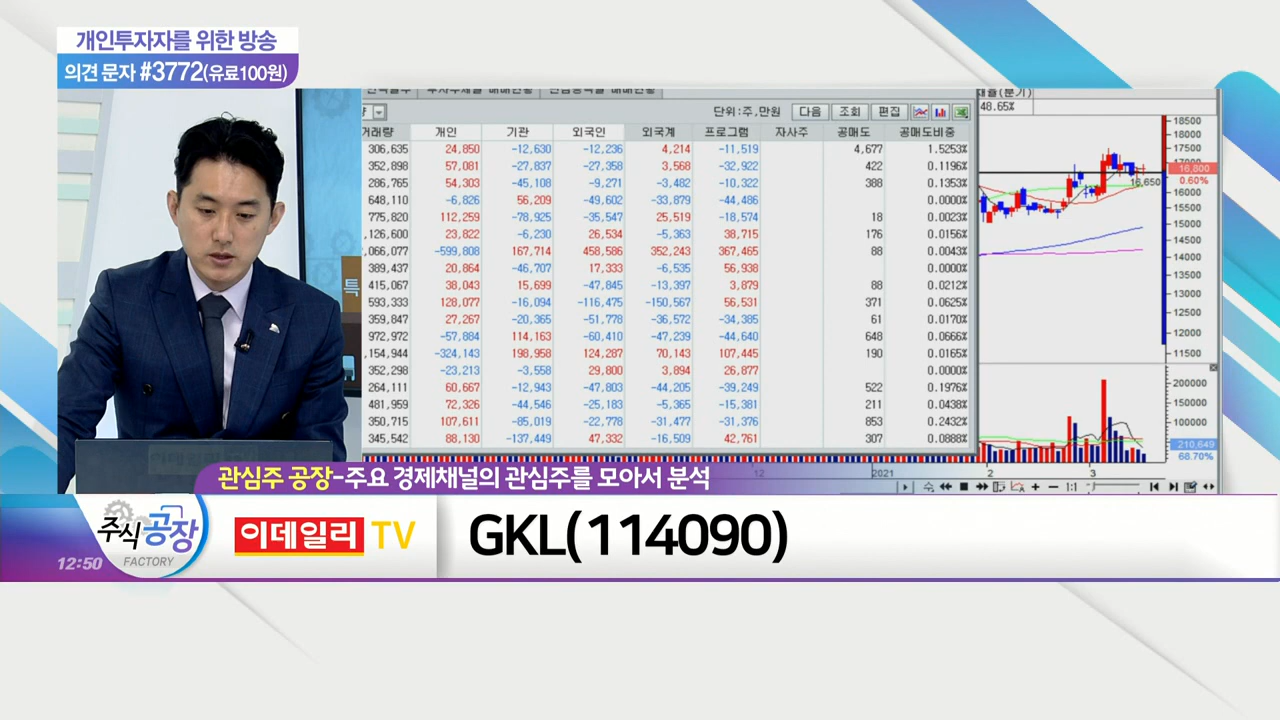 개인투자자를 위한 방송
의견 문자 #3772(유료100원)
단위:주,만원 다음 조회 편집
거래량 개인 기관 외국인 외국계 프로그램 자사주 공매도 공매도비중
306,635 24,850 -12,630 -12,236 4,214 -11,519 4,677 1.5253%
352,898 57,081 -27,837 -27,358 3,568 -32,922 422 0.1196%
286,765 54,303 -45,108 -9,271 -3,482 -10,322 388 0.1353%
648,110 -6,826 56,209 -49,602 -33,879 -44,486 0.0000%
775,820 112,259 -78,925 -35,547 25,519 -18,574 18 0.0023%
,126,600 23,822 -6,230 26,534 -5,363 38,715 176 0.0156%
,066,077 -599,808 167,714 458,586 352,243 367,465 88 0.0043%
389,437 20,864 -46,707 17,333 -6,535 56,938 0.0000%
415,067 38,043 15,699 -47,845 -13,397 3,879 88 0.0212%
593,333 128,077 -16,094 -116,475 -150,567 56,531 371 0.0625%
359,847 27,267 -20,365 -51,778 -36,572 -34,385 61 0.0170%
972,972 -57,884 114,163 -60,410 -47,239 -44,640 648 0.0666%
,154,944 -324,143 198,958 124,287 70,143 107,445 190 0.0165%
352,298 -23,213 -3,558 29,800 3,894 26,877 0.0000%
264,111 60,667 -12,943 -47,803 -44,205 -39,249 522 0.1976%
481,959 72,326 -44,546 -25,183 -5,365 -15,381 211 0.0438%
350,715 107,611 -85,019 -22,778 -31,477 -31,376 853 0.2432%
345,542 88,130 -137,449 47,332 -16,509 42,761 307 0.0888%
48.65%
18500
18000
17500
17000
16,800
0.60%
16,650
16000
15500
15000
14500
14000
13500
13000
12500
12000
11500
200000
150000
100000
210,649
68.70%
12 2021 2 3
1:1
특
관심주 공장-주요 경제채널의 관심주를 모아서 분석
주식공장
FACTORY
12:50
이데일리 TV
GKL(114090)